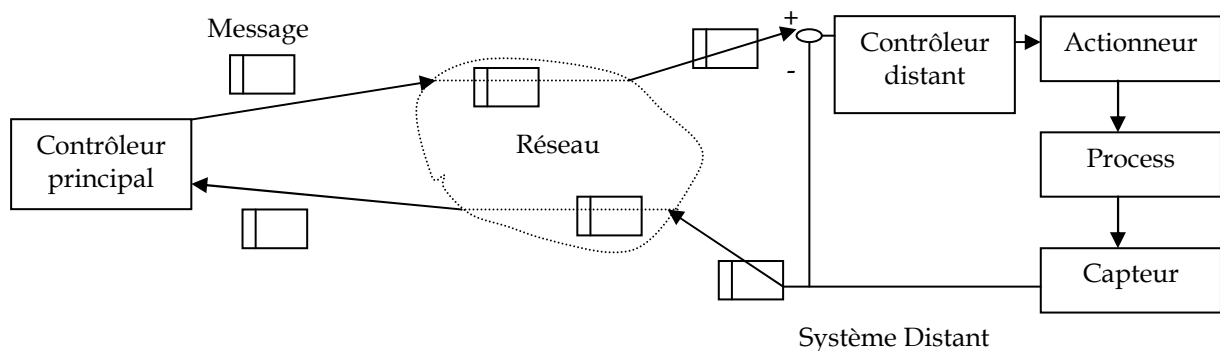 Message
+
-
Contrôleur
distant
Actionneur
Contrôleur
principal
Réseau
Process
Capteur
Système Distant